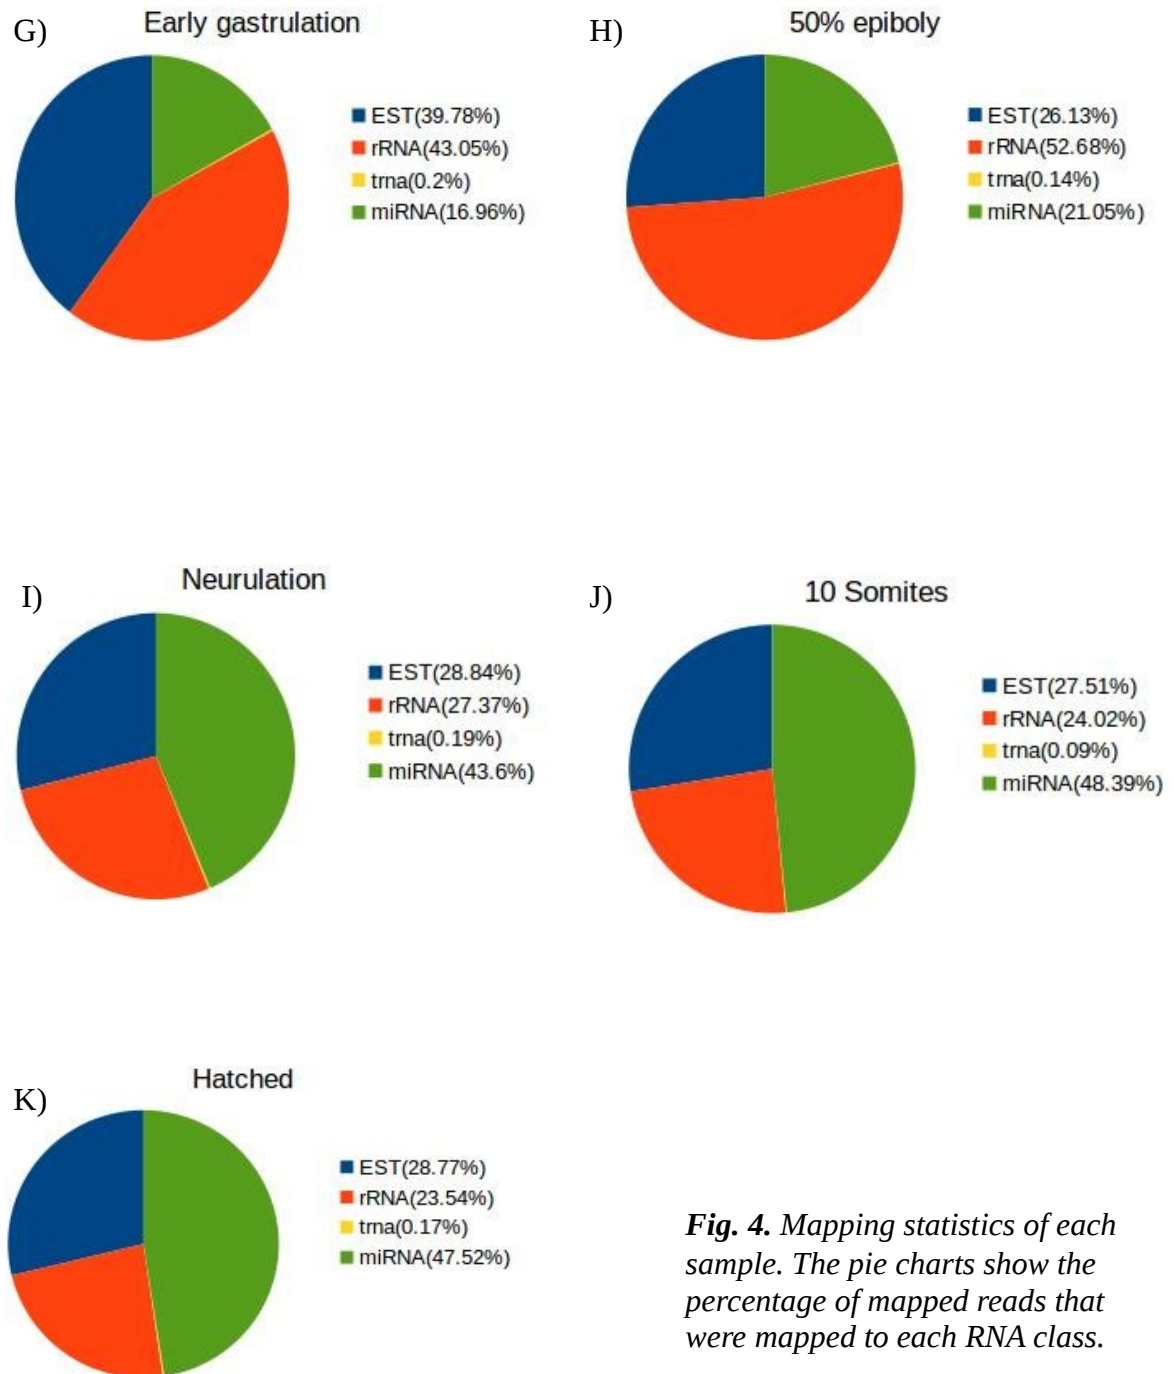 G)
Early gastrulation
EST(39.78%)
rRNA(43.05%)
trna(0.2%)
miRNA(16.96%)
H)
50% epiboly
EST(26.13%)
rRNA(52.68%)
trna(0.14%)
miRNA(21.05%)
I)
Neurulation
EST(28.84%)
rRNA(27.37%)
trna(0.19%)
miRNA(43.6%)
J)
10 Somites
EST(27.51%)
rRNA(24.02%)
trna(0.09%)
miRNA(48.39%)
K)
Hatched
EST(28.77%)
rRNA(23.54%)
trna(0.17%)
miRNA(47.52%)
Fig. 4. Mapping statistics of each
sample. The pie charts show the
percentage of mapped reads that
were mapped to each RNA class.